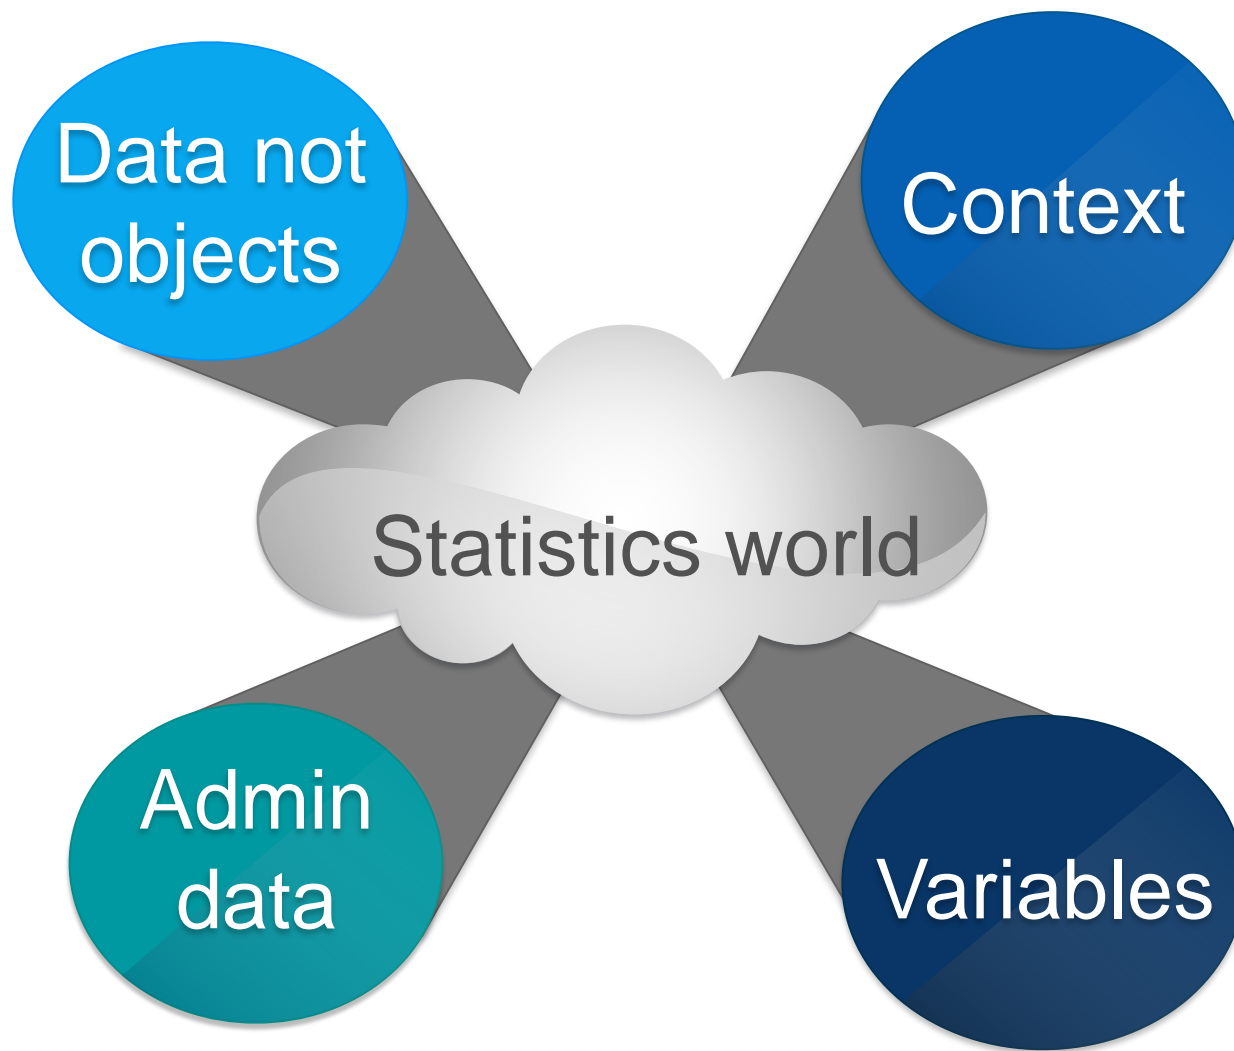 Data not
objects
Context
Statistics world
Admin
data
Variables